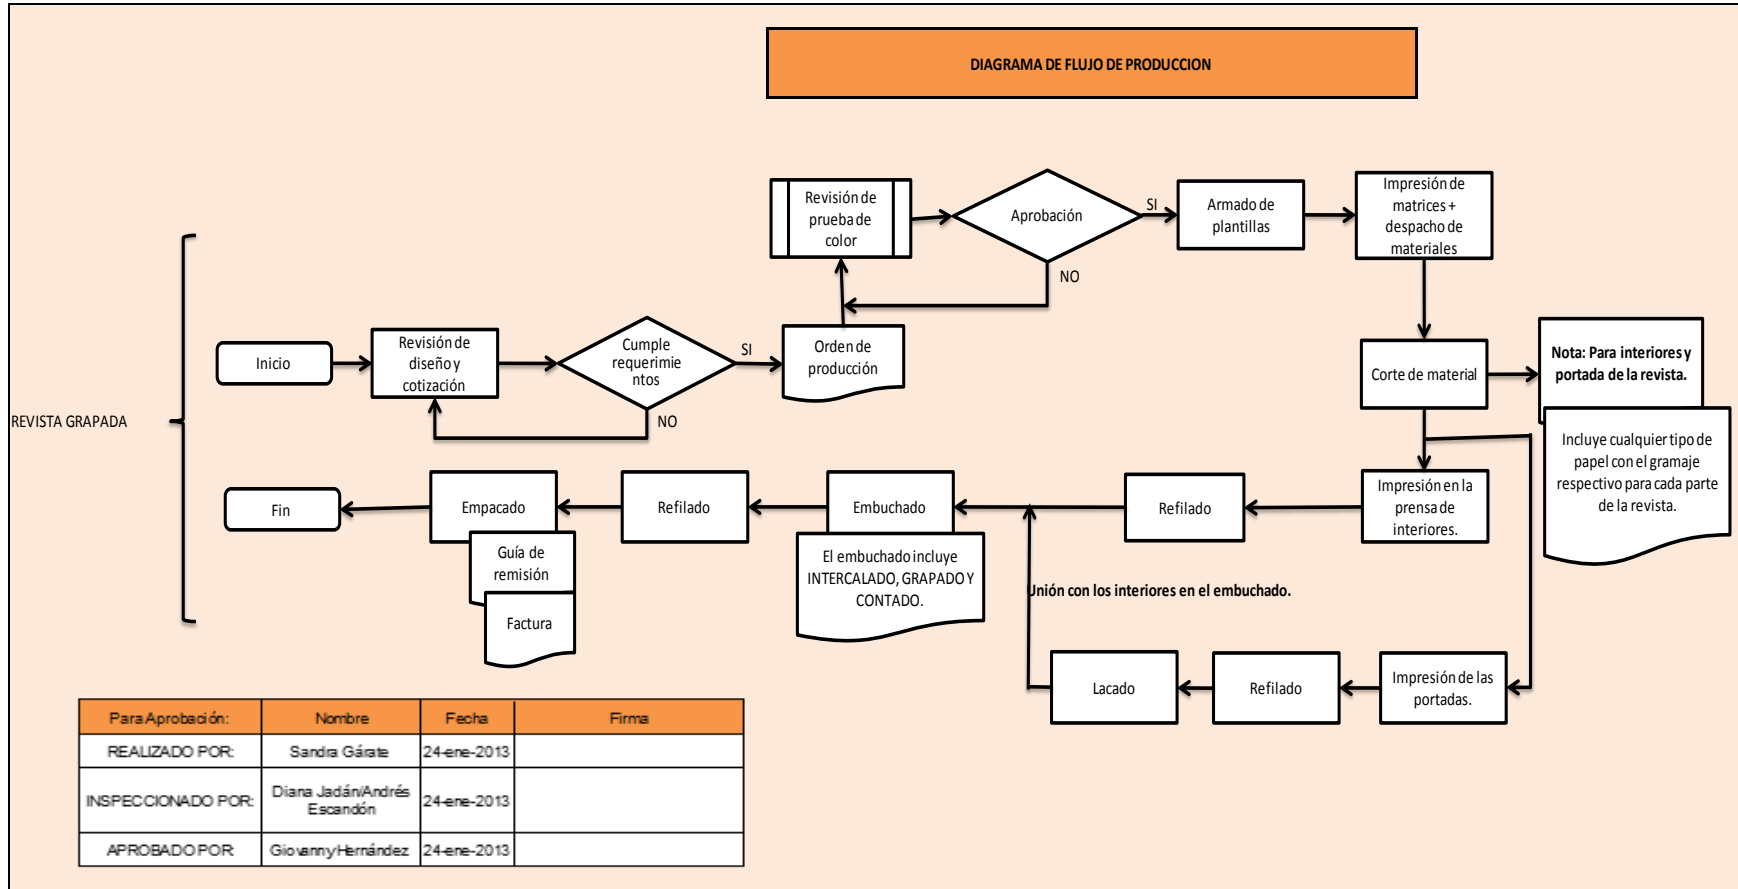 DIAGRAMA DE FLUJO DE PRODUCCION
Revisión de
prueba de
color
Aprobación
SI
NO
Armado de
plantillas
Impresión de
matrices +
despacho de
materiales
REVISTA GRAPADA
Inicio
Revisión de
diseño y
cotización
Cumple
requerimie
ntos
SI
NO
Orden de
producción
Corte de material
Nota: Para interiores y
portada de la revista.
Incluye cualquier tipo de
papel con el gramaje
respectivo para cada parte
de la revista.
Fin
Empacado
Guía de
remisión
Factura
Refilado
Embuchado
El embuchado incluye
INTERCALADO, GRAPADO Y
CONTADO.
Refilado
Impresión en la
prensa de
interiores.
Unión con los interiores en el embuchado.
Lacado
Refilado
Impresión de las
portadas.
Para Aprobación: Nombre Fecha Firma
REALIZADO POR: Sandra Gárate 24-ene-2013
INSPECCIONADO POR: Diana Jadán/Andrés
Escandón 24-ene-2013
APROBADO POR: Giovanny Hernández 24-ene-2013